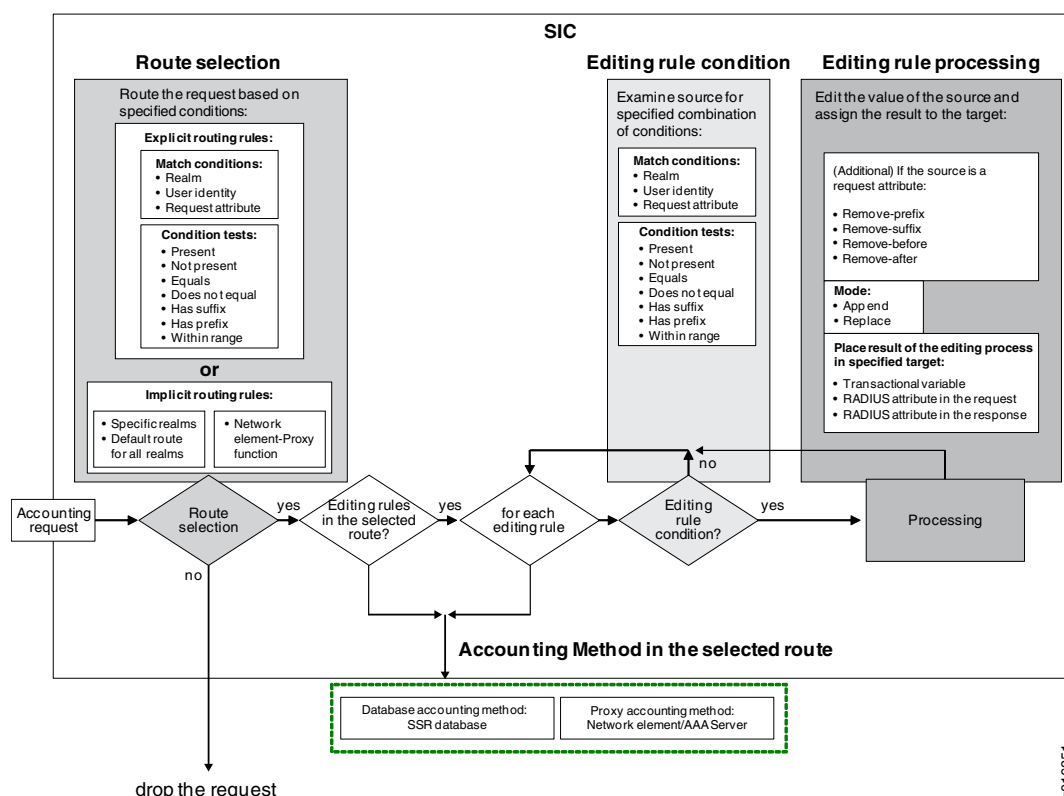 SIC
Route selection
Route the request based on
specified conditions:
Explicit routing rules:
Match conditions:
• Realm
• User identity
• Request attribute
Condition tests:
• Present
• Not present
• Equals
• Does not equal
• Has suffix
• Has prefix
• Within range
or
Implicit routing rules:
• Specific realms
• Default route
for all realms
• Network
element-Proxy
function
Editing rule condition
Examine source for
specified combination
of conditions:
Match conditions:
• Realm
• User identity
• Request attribute
Condition tests:
• Present
• Not present
• Equals
• Does not equal
• Has suffix
• Has prefix
• Within range
Editing rule processing
Edit the value of the source and
assign the result to the target:
(Additional) If the source is a
request attribute:
• Remove-prefix
• Remove-suffix
• Remove-before
• Remove-after
Mode:
• Append
• Replace
Place result of the editing process
in specified target:
• Transactional variable
• RADIUS attribute in the request
• RADIUS attribute in the response
Accounting
request
Route
selection
yes
no
Editing rules
in the selected
route?
yes
for each
editing rule
Editing
rule
condition?
no
yes
Processing
Accounting Method in the selected route
Database accounting method:
SSR database
Proxy accounting method:
Network element/AAA Server
drop the request